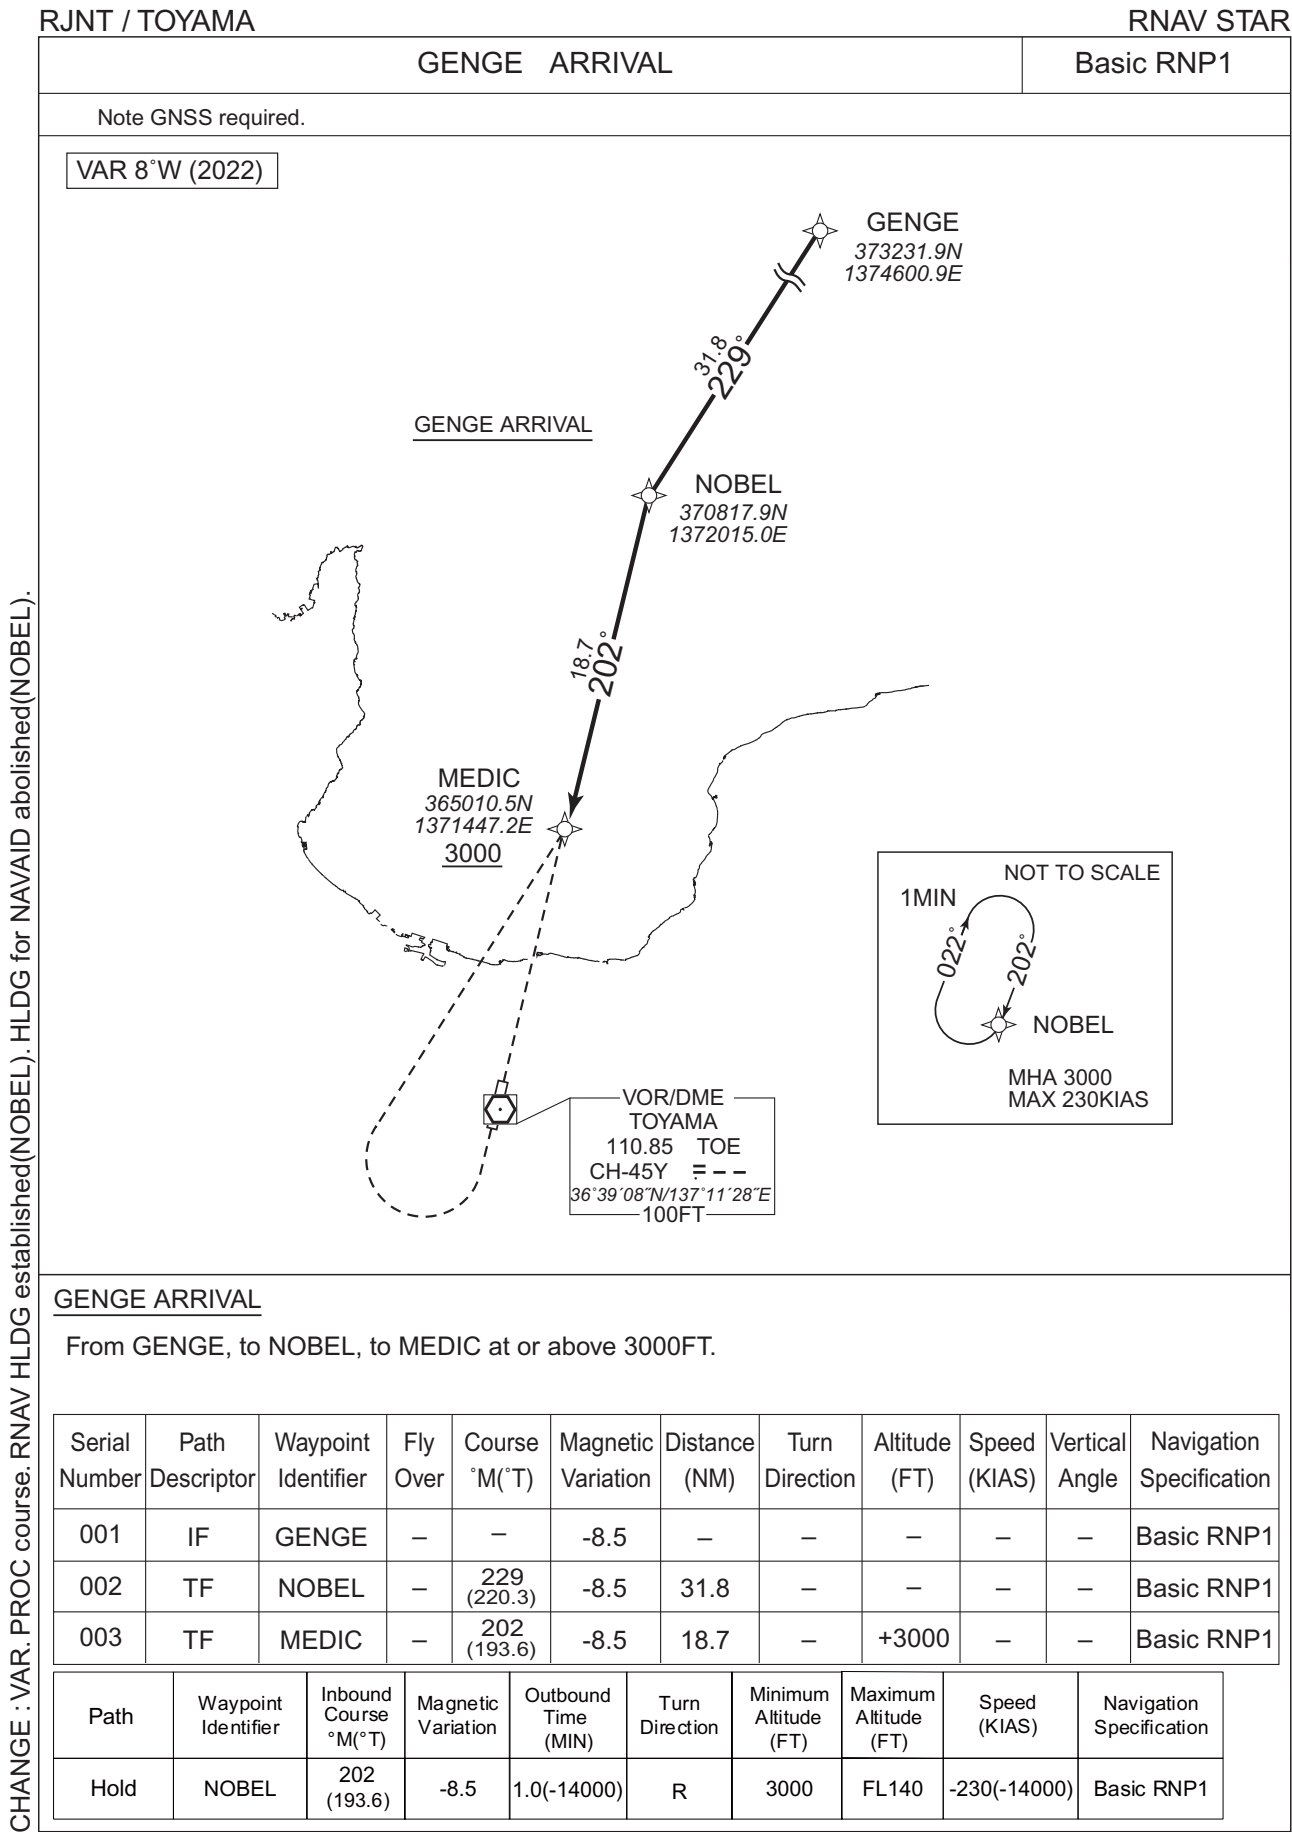 RJNT / TOYAMA
RNAV STAR
GENGE ARRIVAL
Basic RNP1
Note GNSS required.
VAR 8˚W (2022)
GENGE
373231.9N
1374600.9E
31.8
229˚
GENGE ARRIVAL
NOBEL
370817.9N
1372015.0E
18.7
202˚
MEDIC
365010.5N
1371447.2E
3000
NOT TO SCALE
1MIN
022˚
202˚
NOBEL
MHA 3000
MAX 230KIAS
VOR/DME
TOYAMA
110.85 TOE
CH-45Y
36˚39´08˝N/137˚11´28˝E
100FT
GENGE ARRIVAL
From GENGE, to NOBEL, to MEDIC at or above 3000FT.
Serial Number Path Descriptor Waypoint Identifier Fly Over Course ˚M(˚T) Magnetic Variation Distance (NM) Turn Direction Altitude (FT) Speed (KIAS) Vertical Angle Navigation Specification
001 IF GENGE – – -8.5 – – – – – Basic RNP1
002 TF NOBEL – 229 (220.3) -8.5 31.8 – – – – Basic RNP1
003 TF MEDIC – 202 (193.6) -8.5 18.7 – +3000 – – Basic RNP1
Path Waypoint Identifier Inbound Course °M(°T) Magnetic Variation Outbound Time (MIN) Turn Direction Minimum Altitude (FT) Maximum Altitude (FT) Speed (KIAS) Navigation Specification
Hold NOBEL 202 (193.6) -8.5 1.0(-14000) R 3000 FL140 -230(-14000) Basic RNP1
CHANGE : VAR. PROC course. RNAV HLDG established(NOBEL). HLDG for NAVAID abolished(NOBEL).